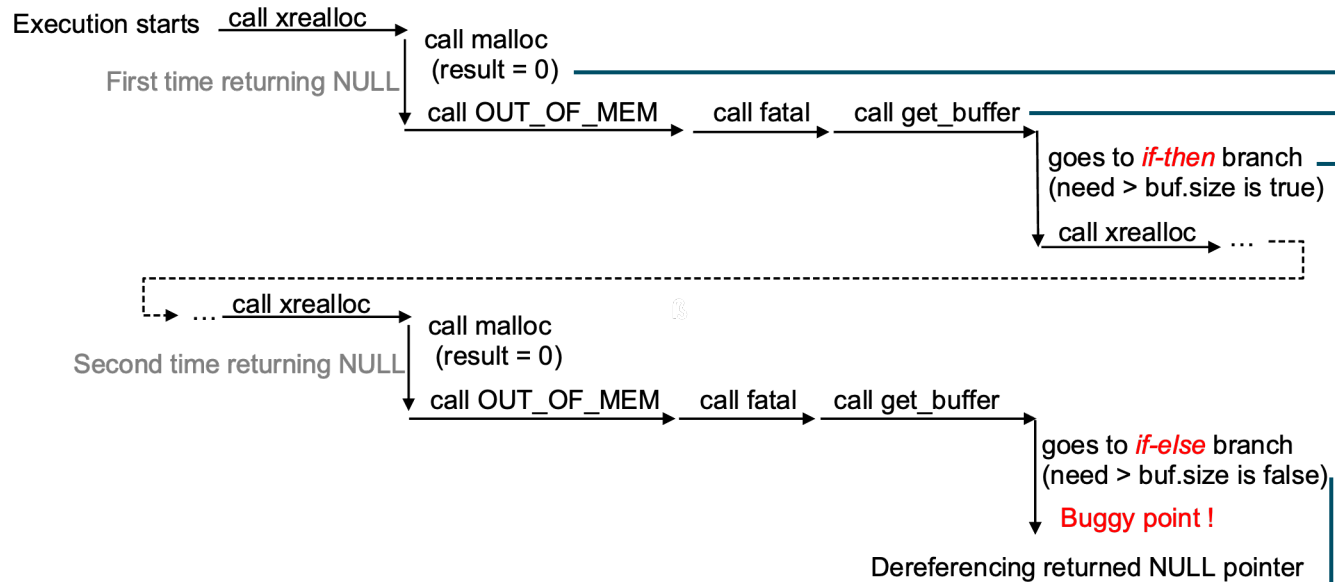 Execution starts
call xrealloc
call malloc
(result = 0)
First time returning NULL
call OUT_OF_MEM
call fatal
call get_buffer
goes to if-then branch
(need > buf.size is true)
call xrealloc
...
...
call xrealloc
call malloc
(result = 0)
Second time returning NULL
call OUT_OF_MEM
call fatal
call get_buffer
goes to if-else branch
(need > buf.size is false)
Buggy point !
Dereferencing returned NULL pointer